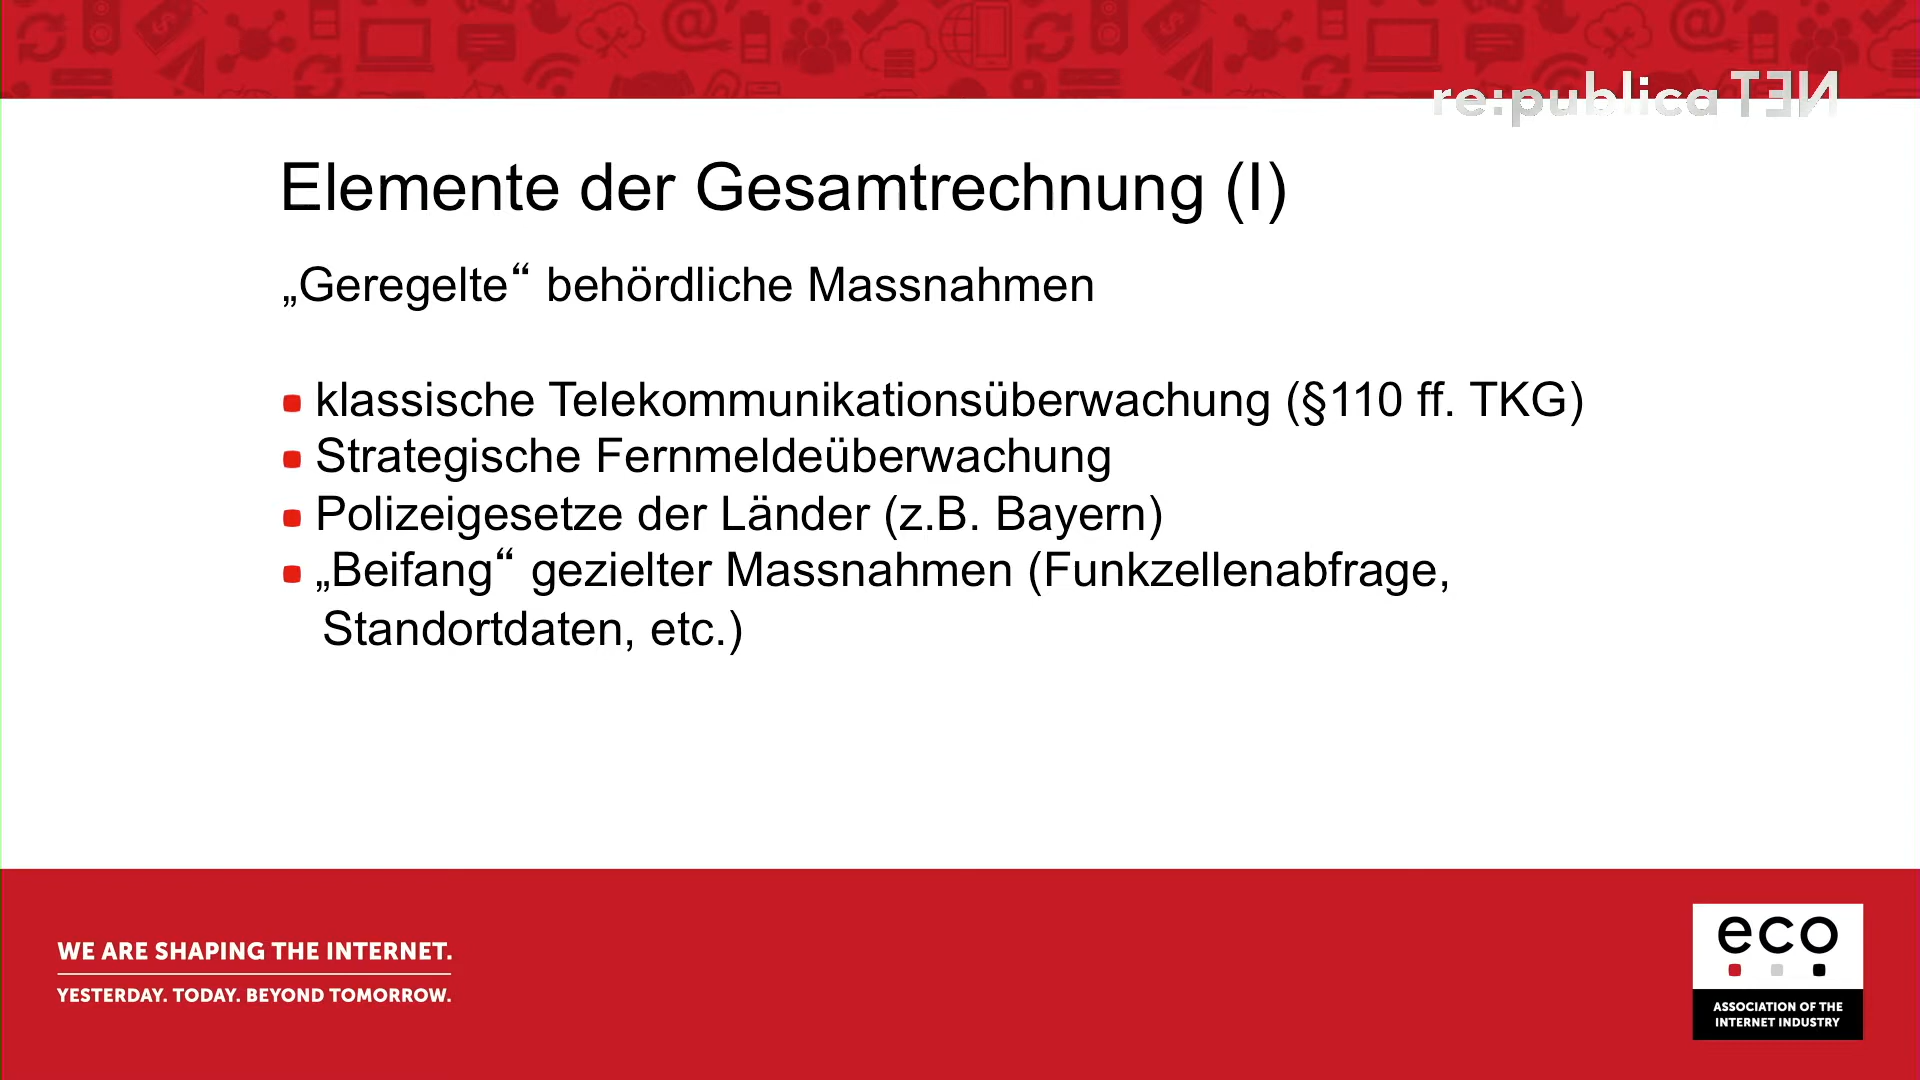 re:publica TEN
Elemente der Gesamtrechnung (I)
„Geregelte“ behördliche Massnahmen
klassische Telekommunikationsüberwachung (§110 ff. TKG)
Strategische Fernmeldeüberwachung
Polizeigesetze der Länder (z.B. Bayern)
„Beifang“ gezielter Massnahmen (Funkzellenabfrage,
Standortdaten, etc.)
WE ARE SHAPING THE INTERNET.
YESTERDAY. TODAY. BEYOND TOMORROW.
eco
ASSOCIATION OF THE
INTERNET INDUSTRY